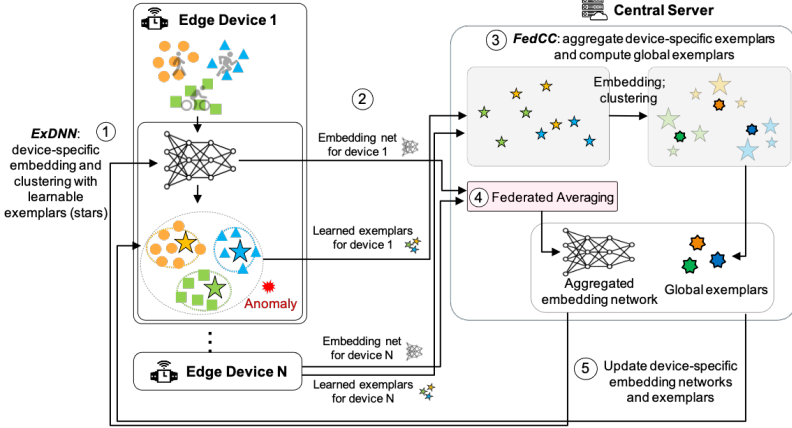 Edge Device 1
Central Server
③ FedCC: aggregate device-specific exemplars
and compute global exemplars
②
Embedding;
clustering
①
ExDNN:
device-specific
embedding and
clustering with
learnable
exemplars (stars)
Embedding net
for device 1
④ Federated Averaging
Learned exemplars
for device 1
Anomaly
Aggregated
embedding network
Global exemplars
Embedding net
for device N
Edge Device N
Learned exemplars
for device N
⑤ Update device-specific
embedding networks
and exemplars